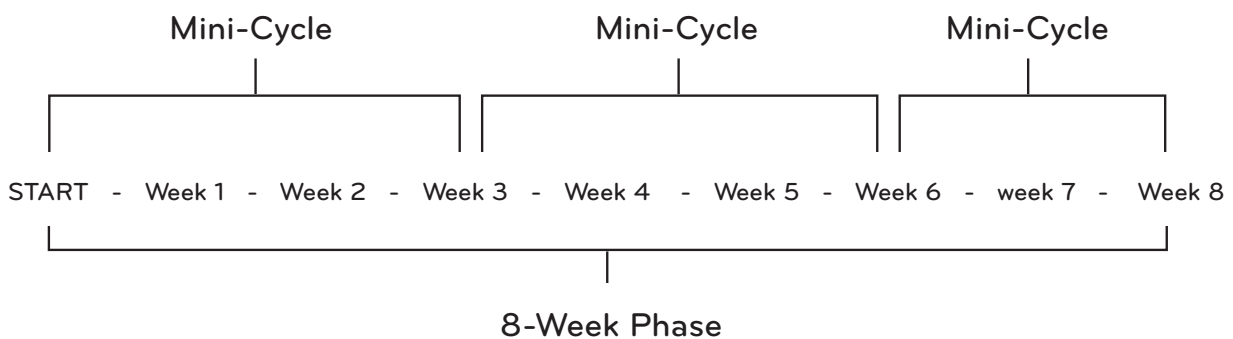 Mini-Cycle Mini-Cycle Mini-Cycle
START - Week 1 - Week 2 - Week 3 - Week 4 - Week 5 - Week 6 - week 7 - Week 8
8-Week Phase